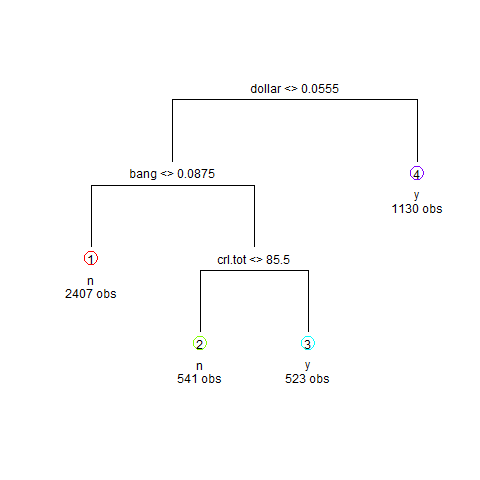 dollar <> 0.0555
bang <> 0.0875
4
y
1130 obs
1
n
2407 obs
crl.tot <> 85.5
2
n
541 obs
3
y
523 obs